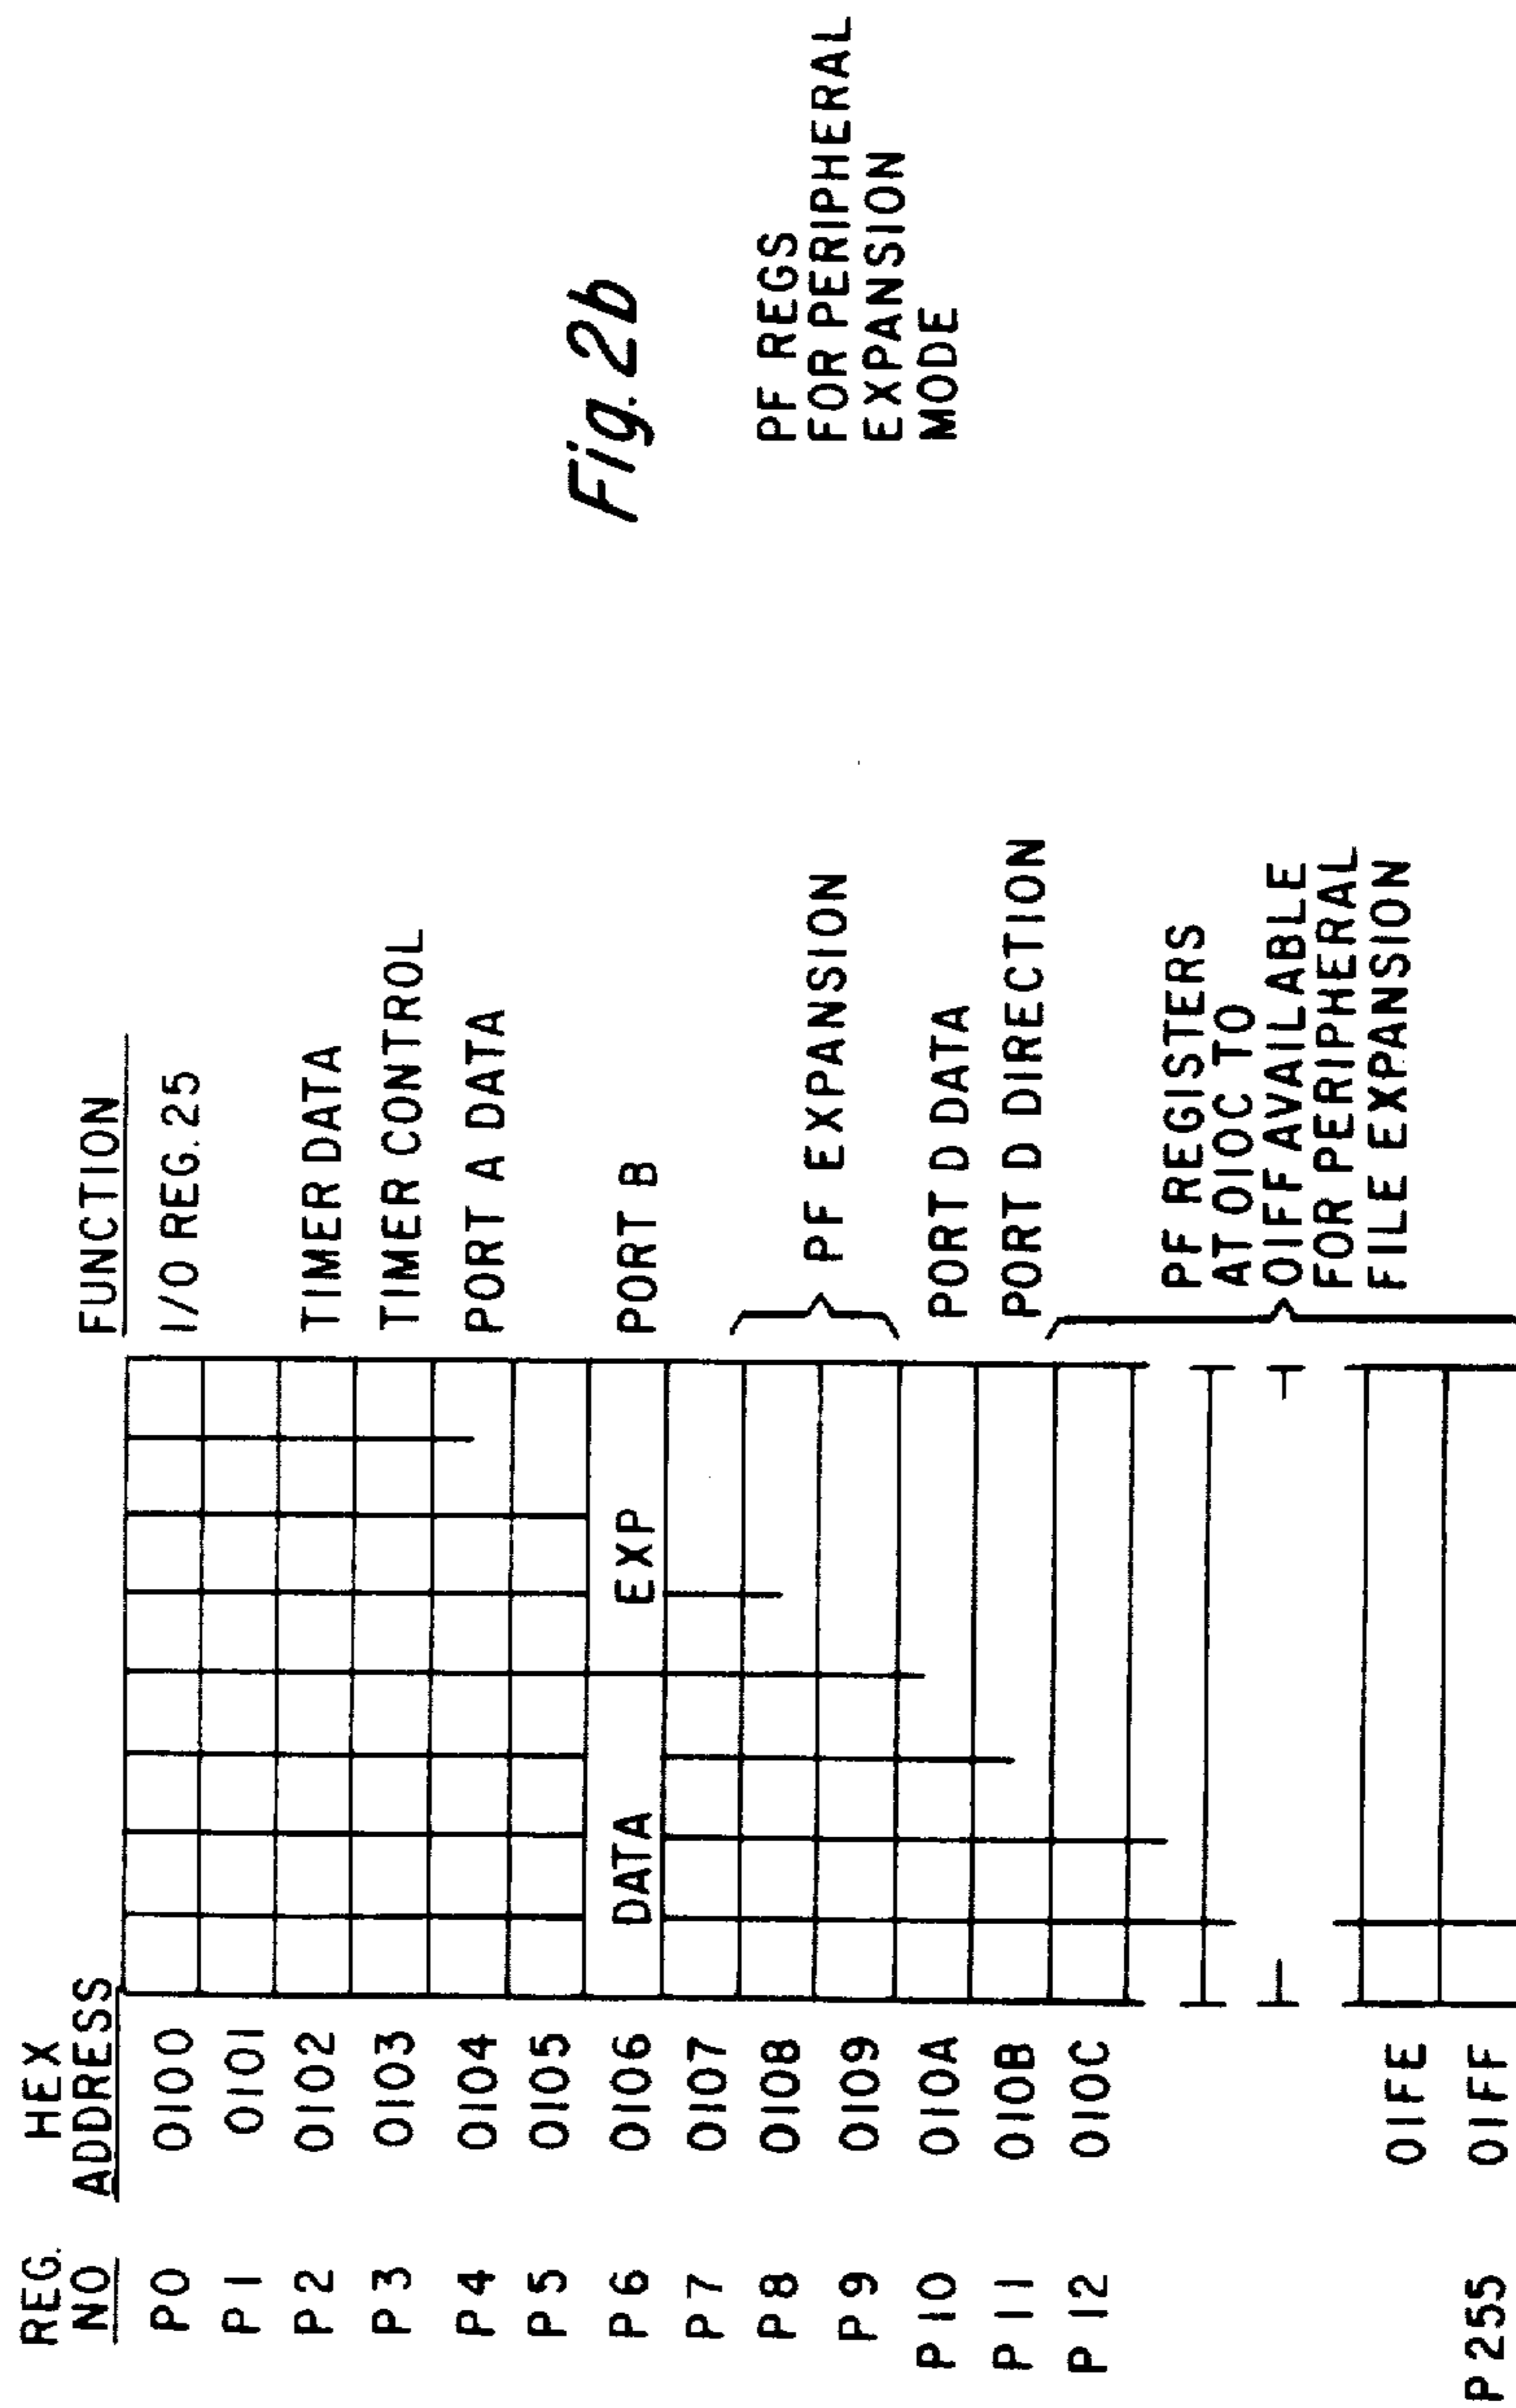 REG. NO
HEX ADDRESS
FUNCTION
P0 0100 I/O REG. 25
P1 0101
P2 0102 TIMER DATA
P3 0103 TIMER CONTROL
P4 0104 PORT A DATA
P5 0105
P6 0106 DATA EXP PORT B
P7 0107
P8 0108
P9 0109
PF EXPANSION
P10 010A PORT D DATA
P11 010B PORT D DIRECTION
P12 010C
PF REGISTERS
AT 010C TO
01FF AVAILABLE
FOR PERIPHERAL
FILE EXPANSION
01FE
P255 01FF
Fig. 2b
PF REGS
FOR PERIPHERAL
EXPANSION
MODE